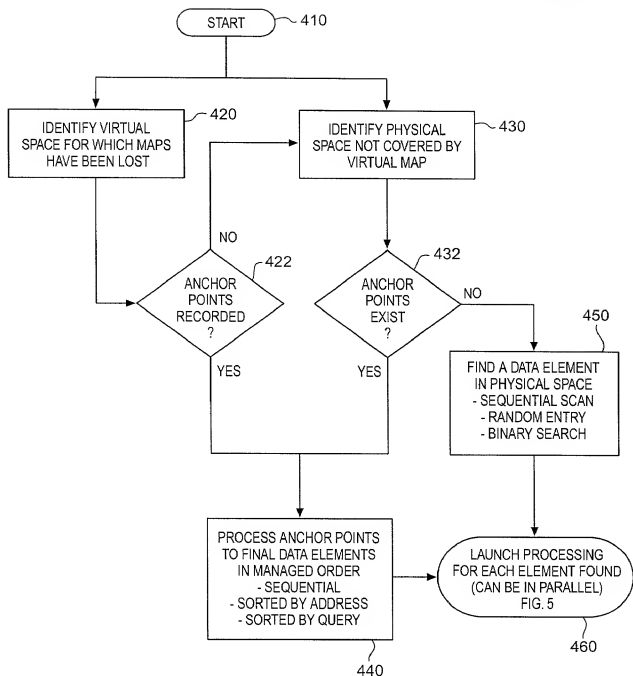 START
410
IDENTIFY VIRTUAL
SPACE FOR WHICH MAPS
HAVE BEEN LOST
420
IDENTIFY PHYSICAL
SPACE NOT COVERED BY
VIRTUAL MAP
430
NO
ANCHOR
POINTS
RECORDED
?
422
YES
ANCHOR
POINTS
EXIST
?
432
NO
YES
450
FIND A DATA ELEMENT
IN PHYSICAL SPACE
- SEQUENTIAL SCAN
- RANDOM ENTRY
- BINARY SEARCH
PROCESS ANCHOR POINTS
TO FINAL DATA ELEMENTS
IN MANAGED ORDER
- SEQUENTIAL
- SORTED BY ADDRESS
- SORTED BY QUERY
440
LAUNCH PROCESSING
FOR EACH ELEMENT FOUND
(CAN BE IN PARALLEL)
FIG. 5
460